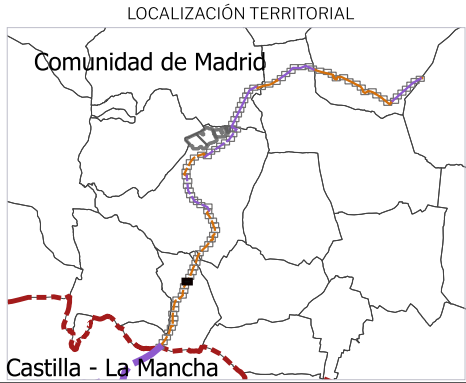 LOCALIZACIÓN TERRITORIAL
Comunidad de Madrid
Castilla - La Mancha